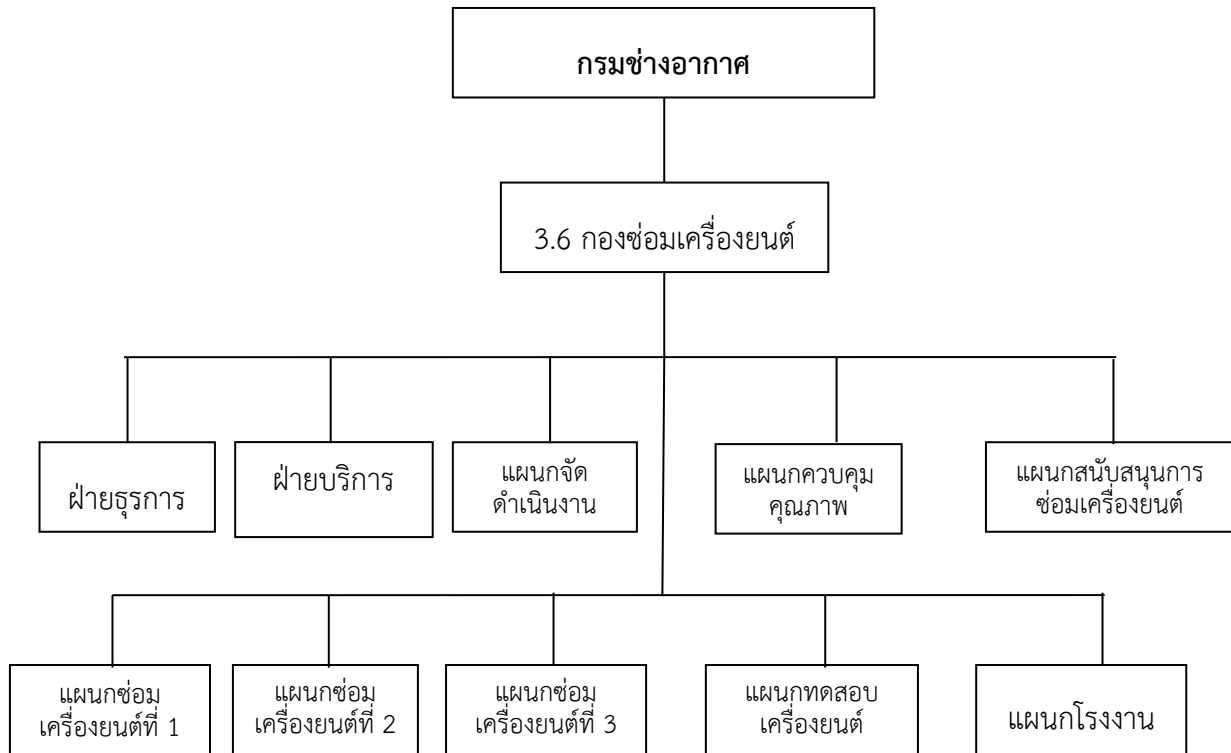 กรมช่างอากาศ
3.6 กองซ่อมเครื่องยนต์
ฝ่ายธุรการ
ฝ่ายบริการ
แผนกจัด
ดำเนินงาน
แผนกควบคุม
คุณภาพ
แผนกสนับสนุนการ
ซ่อมเครื่องยนต์
แผนกซ่อม
เครื่องยนต์ที่ 1
แผนกซ่อม
เครื่องยนต์ที่ 2
แผนกซ่อม
เครื่องยนต์ที่ 3
แผนกทดสอบ
เครื่องยนต์
แผนกโรงงาน